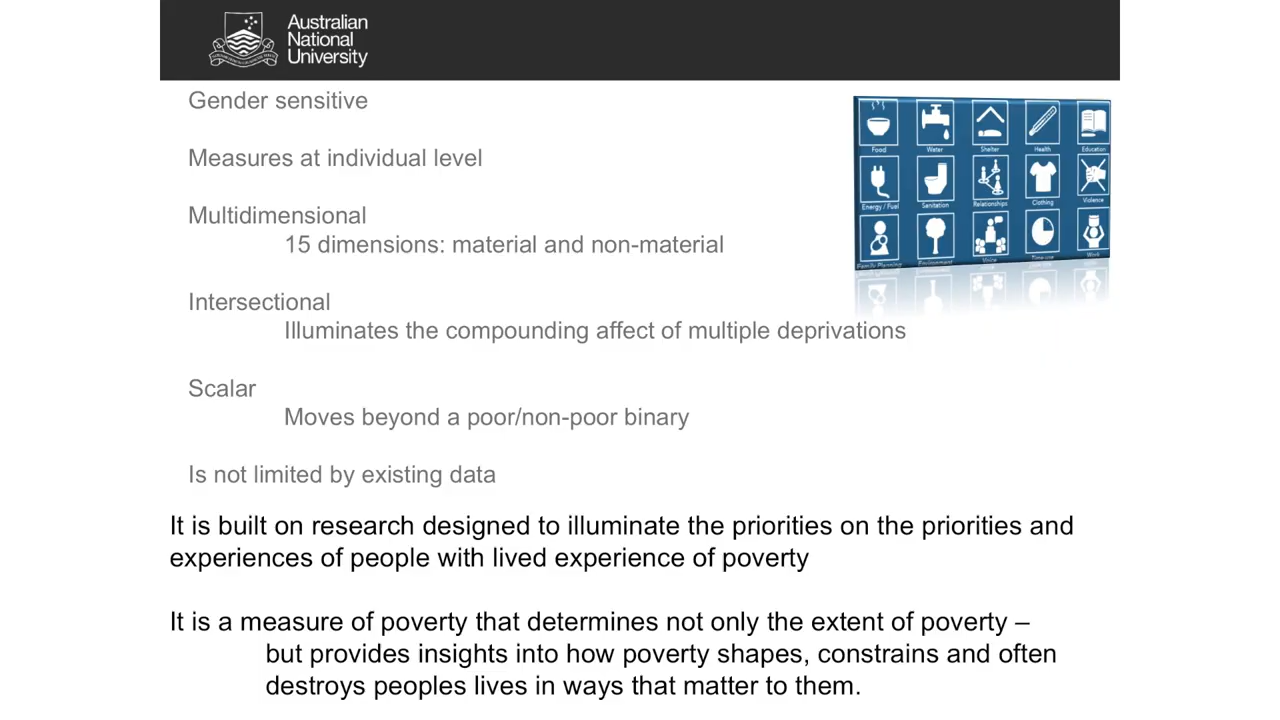 Australian
National
University
Gender sensitive
Measures at individual level
Multidimensional
15 dimensions: material and non-material
Intersectional
Illuminates the compounding affect of multiple deprivations
Scalar
Moves beyond a poor/non-poor binary
Is not limited by existing data
Food Water Shelter Health Education
Energy / Fuel Sanitation Relationships Clothing Violence
Family Planning Environment Voice Time-use Work
It is built on research designed to illuminate the priorities on the priorities and
experiences of people with lived experience of poverty
It is a measure of poverty that determines not only the extent of poverty –
but provides insights into how poverty shapes, constrains and often
destroys peoples lives in ways that matter to them.